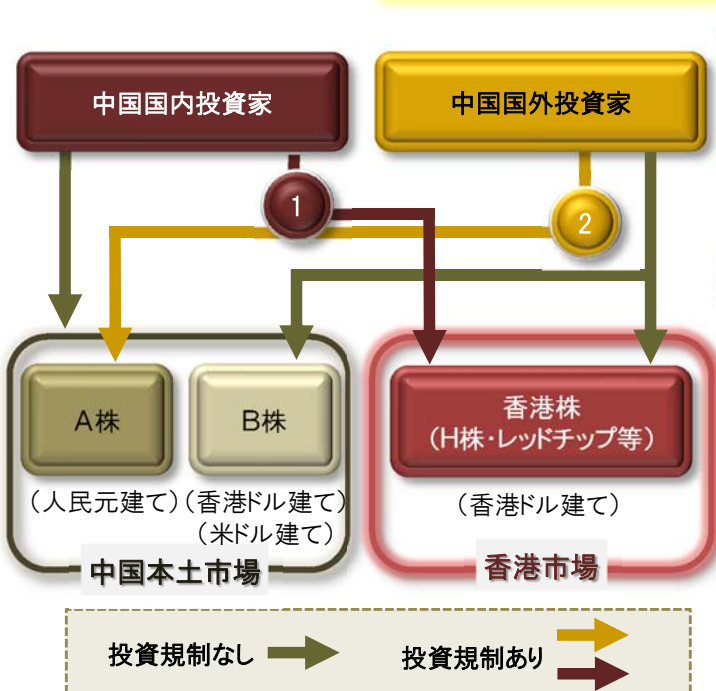 中国国内投資家
中国国外投資家
1
2
A株
B株
香港株
(H株・レッドチップ等)
(人民元建て)
(香港ドル建て)
(米ドル建て)
(香港ドル建て)
中国本土市場
香港市場
投資規制なし
投資規制あり